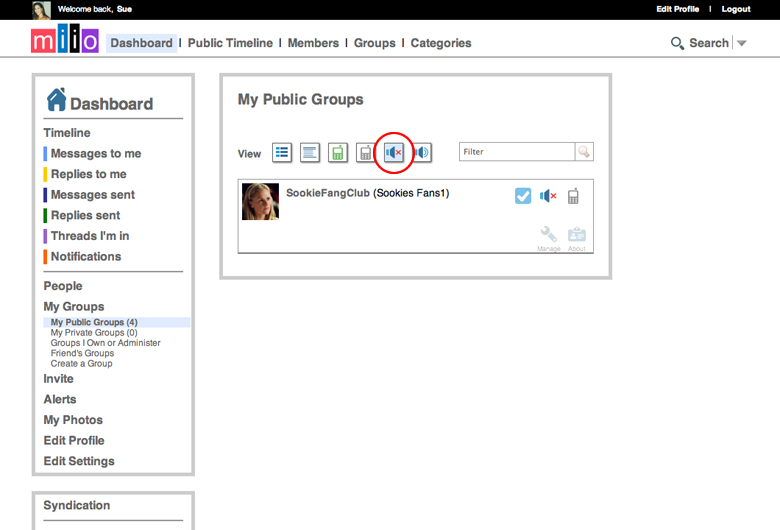 Welcome back, Sue
Edit Profile | Logout
miio
Dashboard | Public Timeline | Members | Groups | Categories
Search
Dashboard
Timeline
Messages to me
Replies to me
Messages sent
Replies sent
Threads I'm in
Notifications
People
My Groups
My Public Groups (4)
My Private Groups (0)
Groups I Own or Administer
Friend's Groups
Create a Group
Invite
Alerts
My Photos
Edit Profile
Edit Settings
Syndication
My Public Groups
View
Filter
SookieFangClub (Sookies Fans1)
Manage About